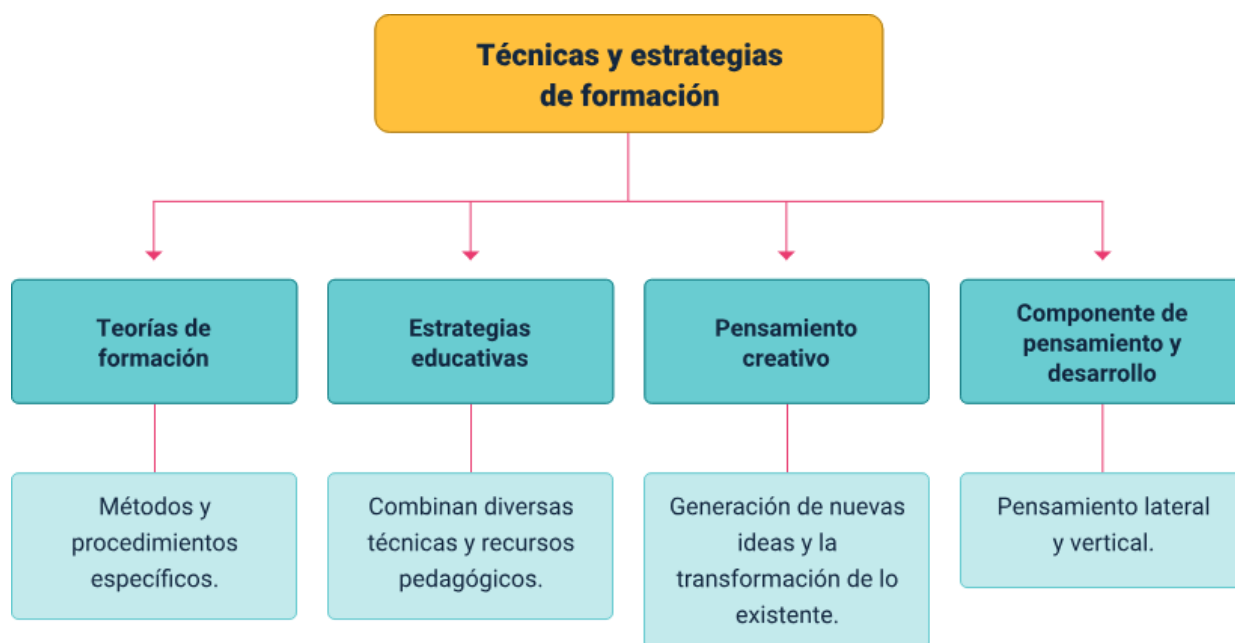 Técnicas y estrategias
de formación
Teorías de
formación
Estrategias
educativas
Pensamiento
creativo
Componente de
pensamiento y
desarrollo
Métodos y
procedimientos
específicos.
Combinan diversas
técnicas y recursos
pedagógicos.
Generación de nuevas
ideas y la
transformación de lo
existente.
Pensamiento lateral
y vertical.